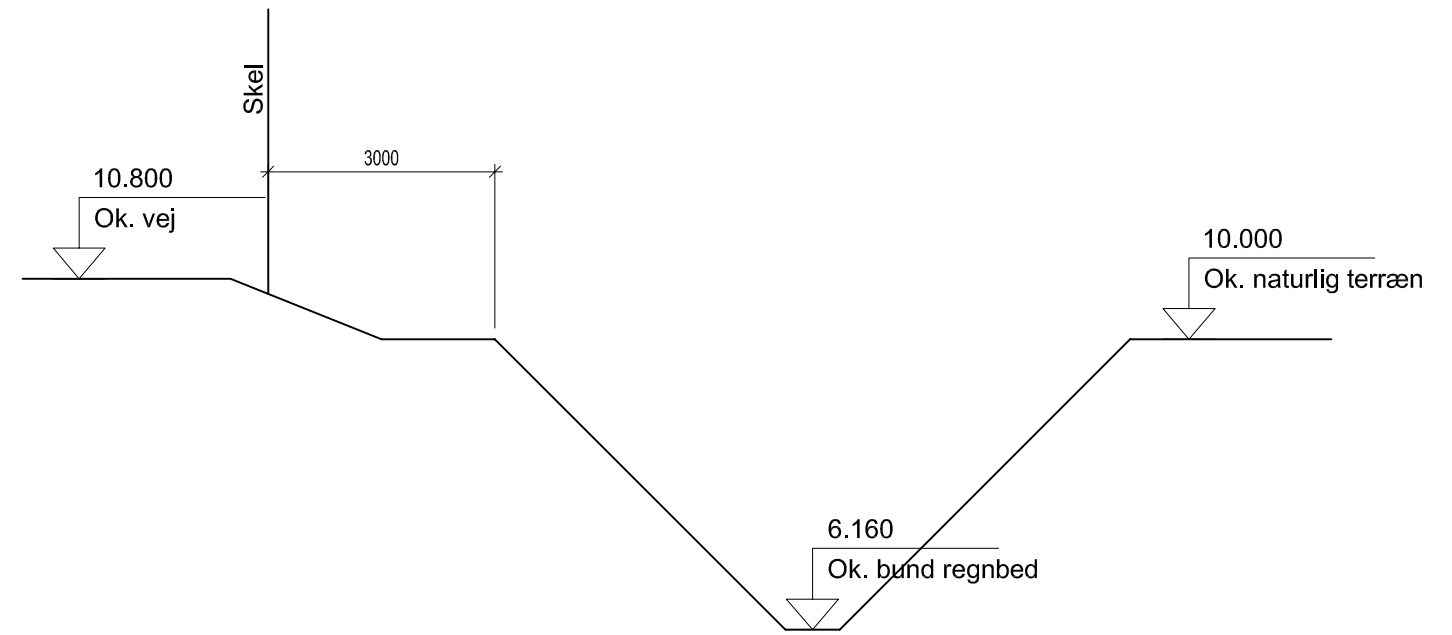 Skel
3000
10.800
Ok. vej
10.000
Ok. naturlig terræn
6.160
Ok. bund regnbed